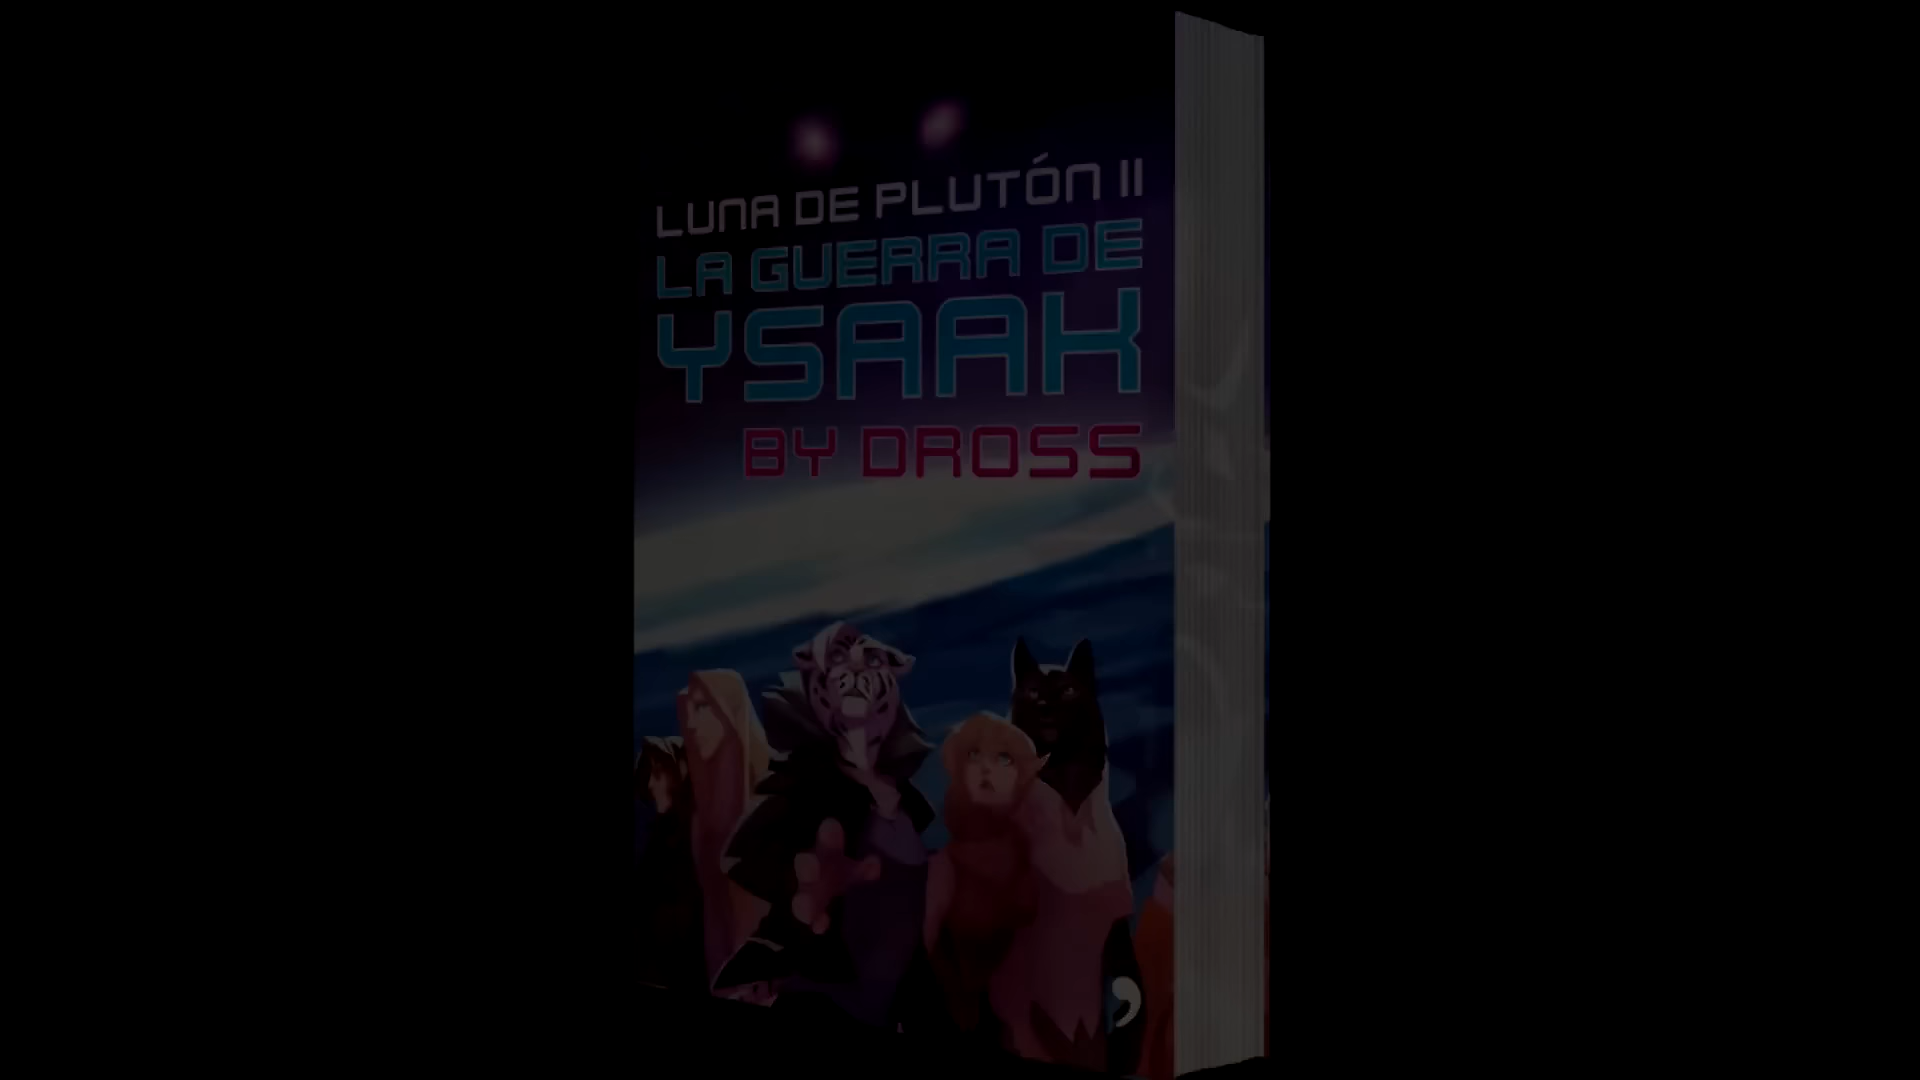 LUNA DE PLUTÓN II
LA GUERRA DE
YSAAK
BY DROSS